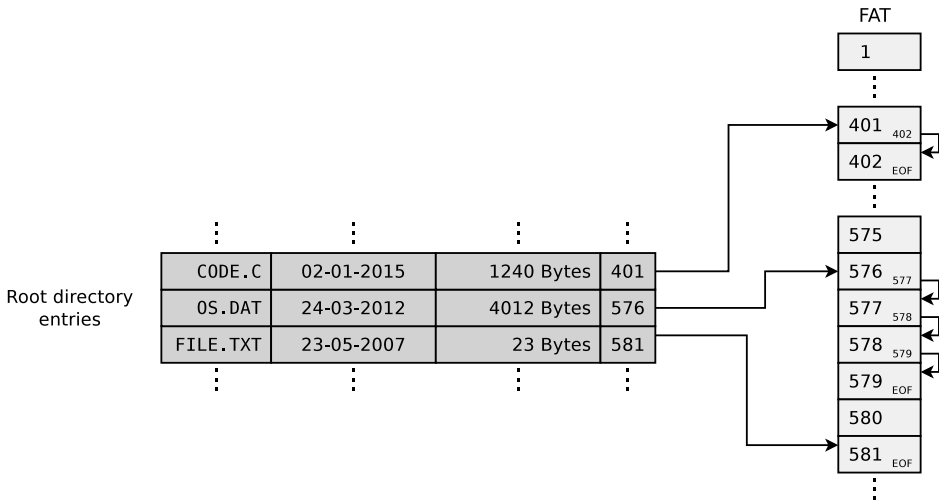 FAT
1
401 402
402 EOF
575
CODE.C 02-01-2015 1240 Bytes 401
576 577
Root directory
entries
OS.DAT 24-03-2012 4012 Bytes 576
577 578
FILE.TXT 23-05-2007 23 Bytes 581
578 579
579 EOF
580
581 EOF